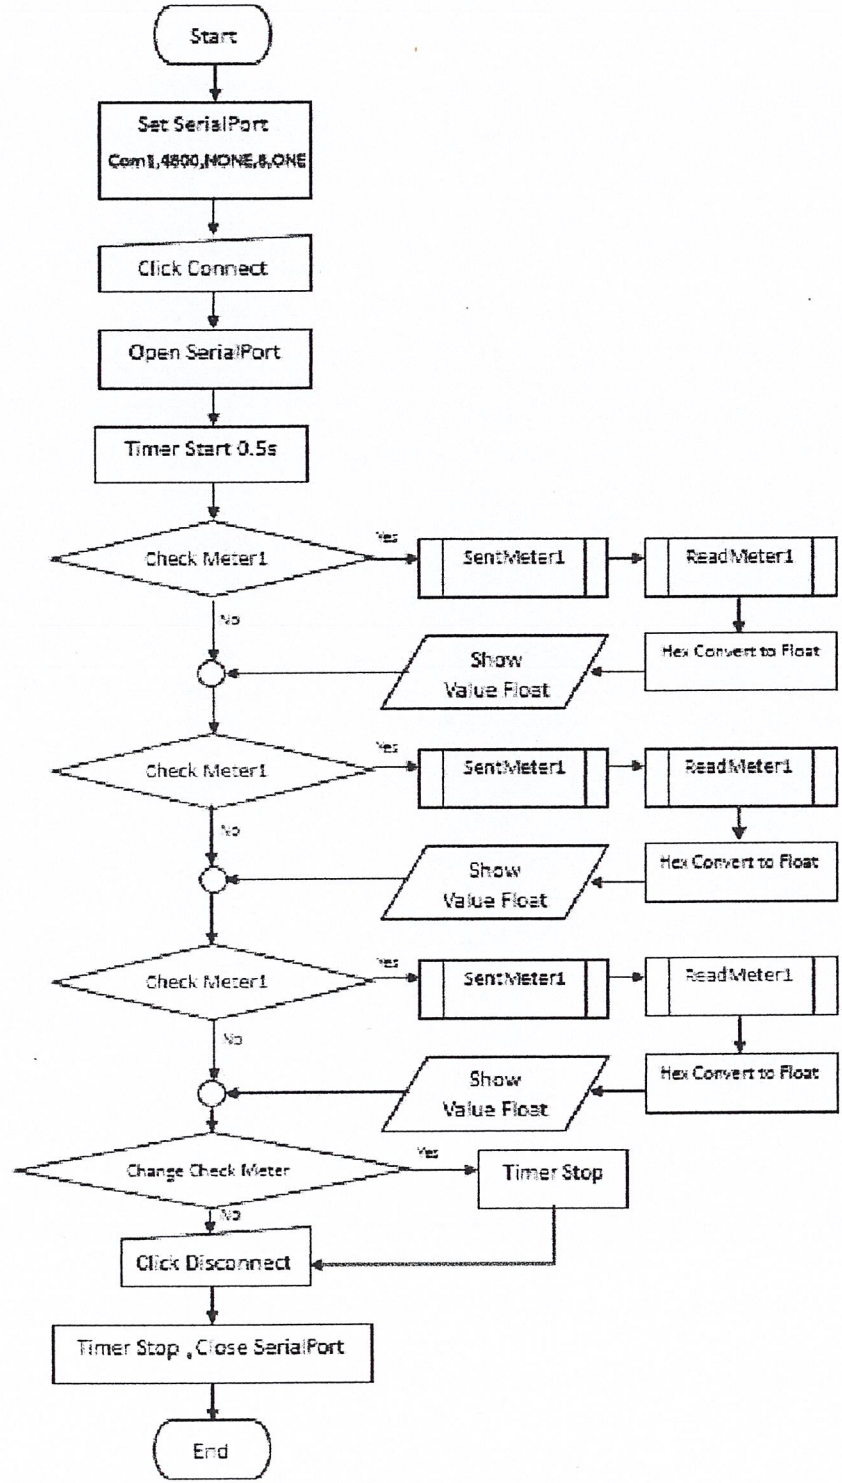 Start
Set SerialPort
Com1,4800,NONE,8,ONE
Click Connect
Open SerialPort
Timer Start 0.5s
Check Meter1
Yes
SentMeter1
ReadMeter1
No
Hex Convert to Float
Show
Value Float
Check Meter1
Yes
SentMeter1
ReadMeter1
No
Hex Convert to Float
Show
Value Float
Check Meter1
Yes
SentMeter1
ReadMeter1
No
Hex Convert to Float
Show
Value Float
Change Check Meter
Yes
Timer Stop
No
Click Disconnect
Timer Stop , Close SerialPort
End